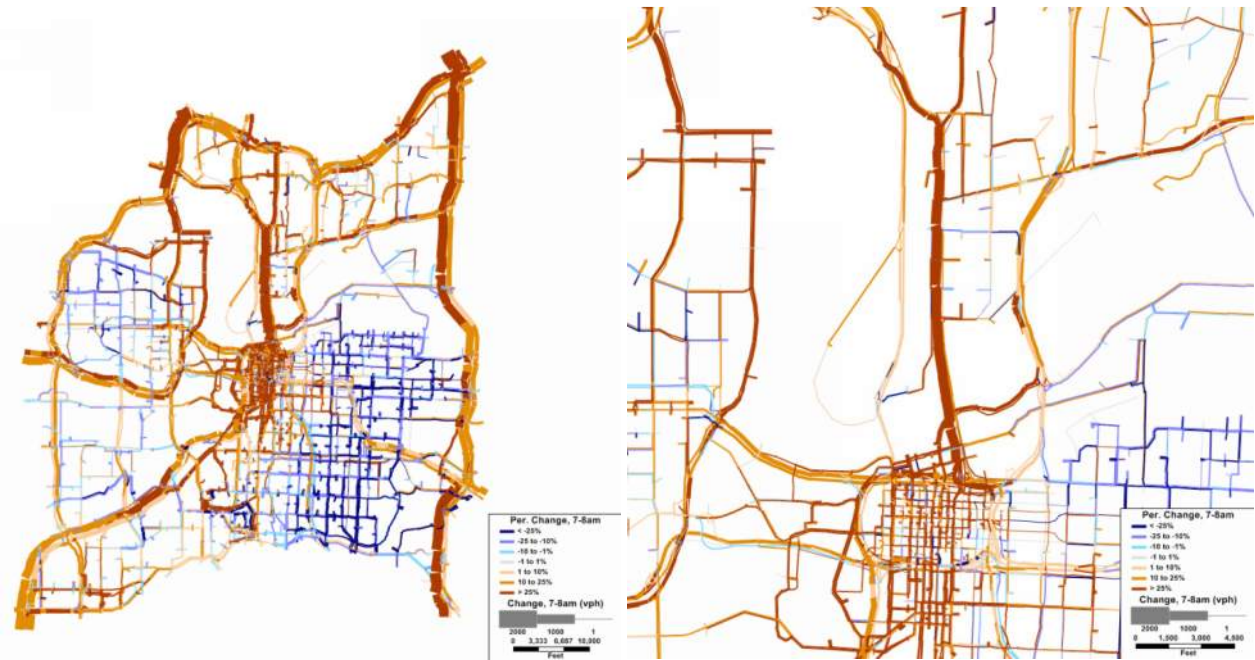 Per. Change, 7-8am
< -25%
-25 to -10%
-10 to -1%
-1 to 1%
1 to 10%
10 to 25%
> 25%
Change, 7-8am (vph)
2000 1000 1
0 3,333 6,667 10,000
Feet
Per. Change, 7-8am
< -25%
-25 to -10%
-10 to -1%
-1 to 1%
1 to 10%
10 to 25%
> 25%
Change, 7-8am (vph)
2000 1000 1
0 1,500 3,000 4,500
Feet